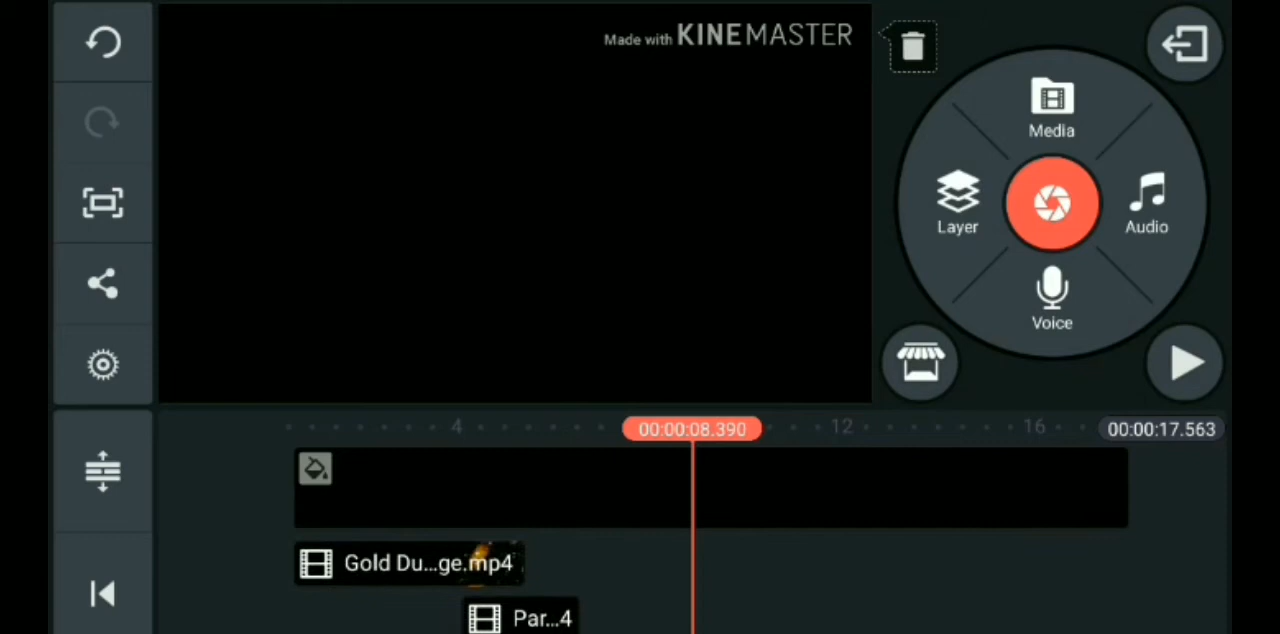 Made with KINEMASTER
Media
Layer
Audio
Voice
4
00:00:08.390
12
16
00:00:17.563
Gold Du...ge.mp4
Par...4